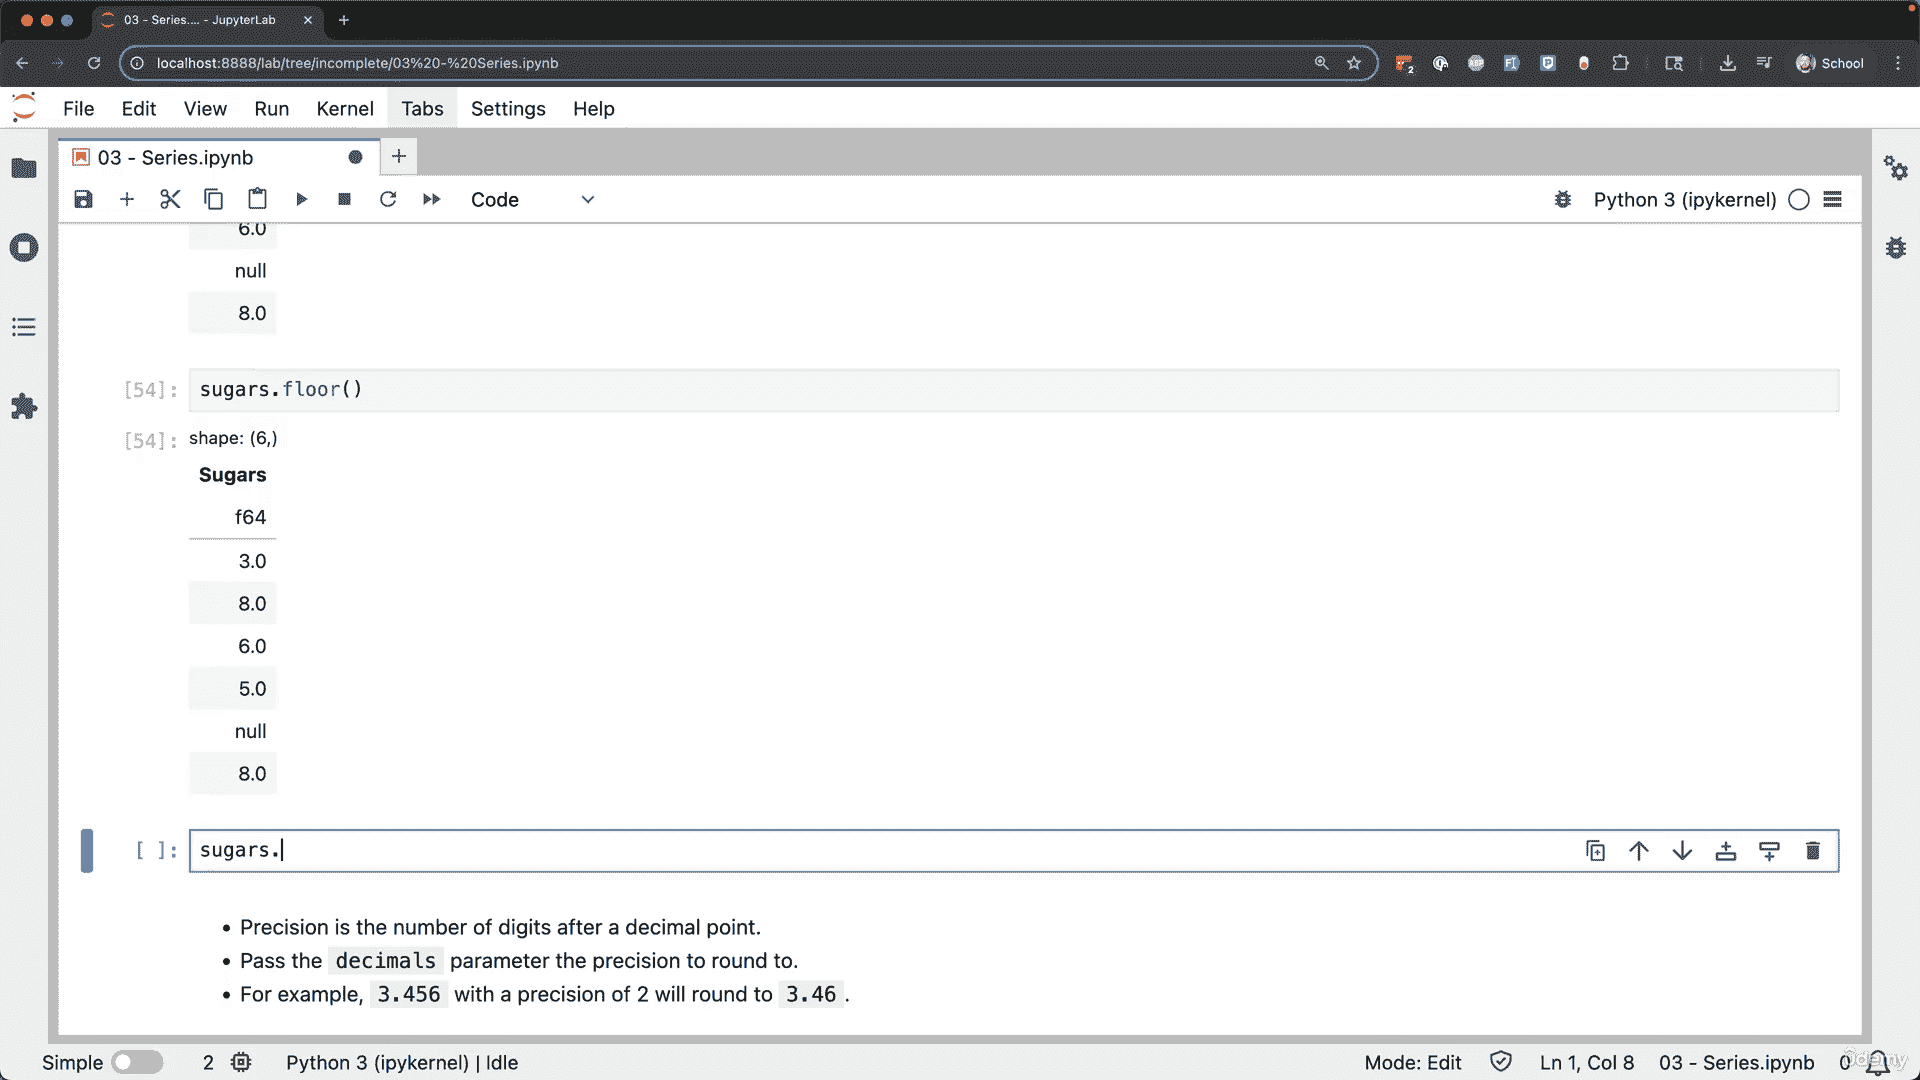 03 - Series.... - JupyterLab
localhost:8888/lab/tree/incomplete/03%20-%20Series.ipynb
2
ABP
School
File Edit View Run Kernel Tabs Settings Help
03 - Series.ipynb
Code
Python 3 (ipykernel)
6.0
null
8.0
[54]: sugars.floor()
[54]: shape: (6,)
Sugars
f64
3.0
8.0
6.0
5.0
null
8.0
[ ]: sugars.
• Precision is the number of digits after a decimal point.
• Pass the decimals parameter the precision to round to.
• For example, 3.456 with a precision of 2 will round to 3.46.
Simple 2 Python 3 (ipykernel) | Idle Mode: Edit Ln 1, Col 8 03 - Series.ipynb 0